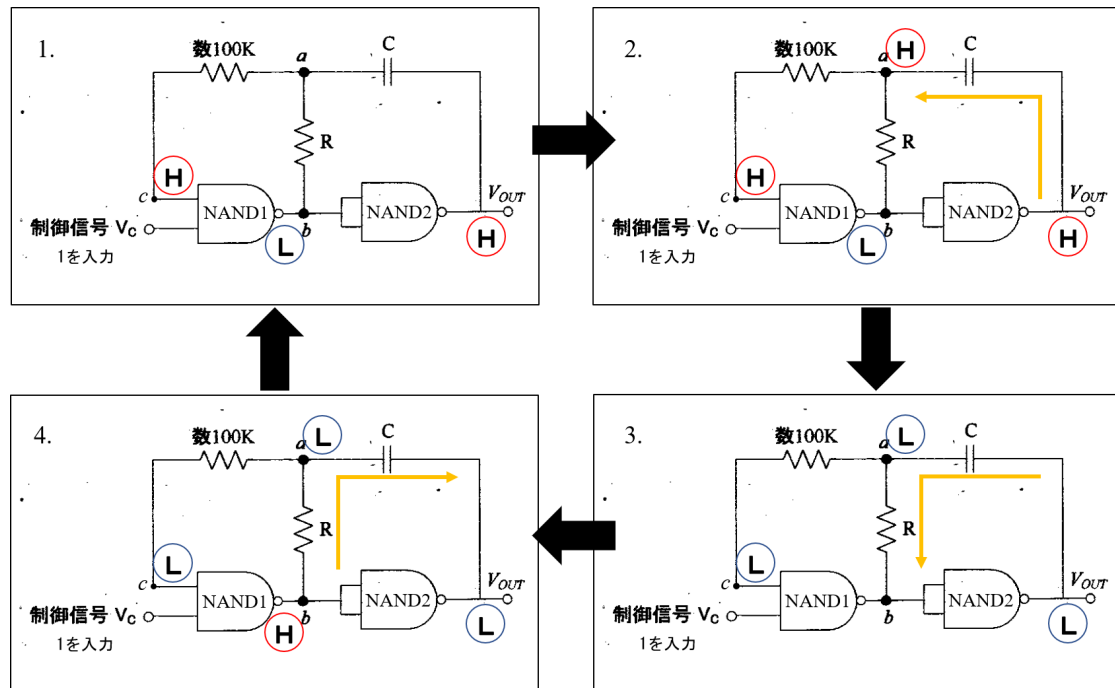 1.
数100K
a
C
R
H
c
NAND1
NAND2
V_OUT
制御信号 V_C
1を入力
L
b
H
2.
数100K
a
H
C
R
H
c
NAND1
NAND2
V_OUT
制御信号 V_C
1を入力
L
b
H
4.
数100K
a
L
C
R
L
c
NAND1
NAND2
V_OUT
制御信号 V_C
1を入力
H
b
L
3.
数100K
a
L
C
R
L
c
NAND1
NAND2
V_OUT
制御信号 V_C
1を入力
b
L